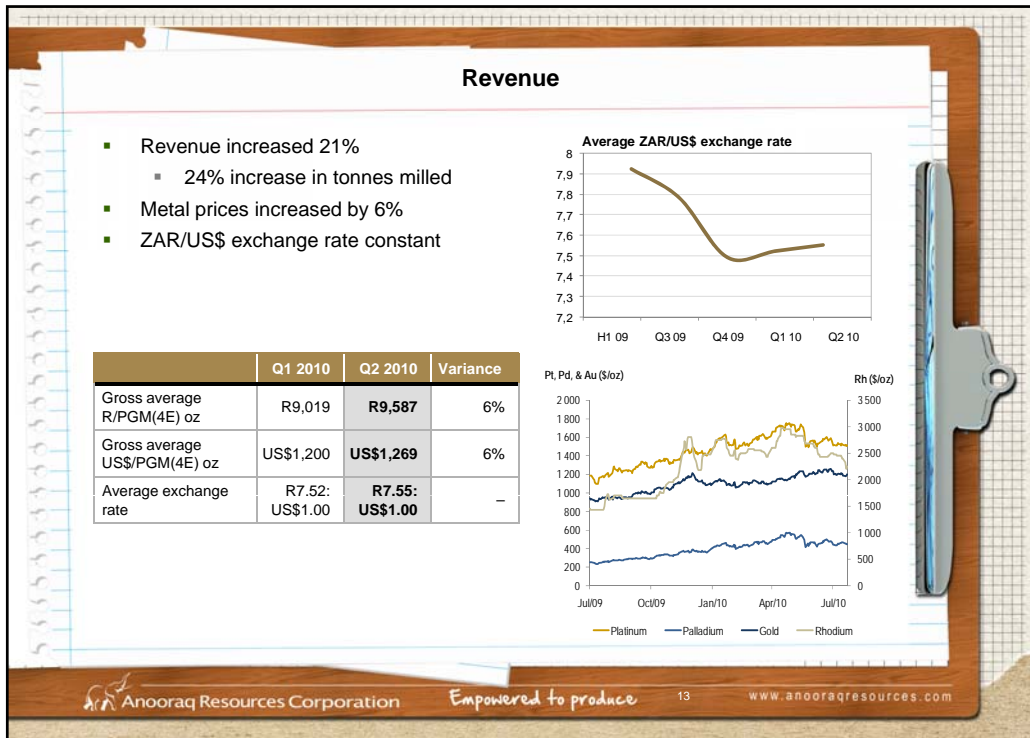 Revenue
Revenue increased 21%
24% increase in tonnes milled
Metal prices increased by 6%
ZAR/US$ exchange rate constant
Q1 2010 Q2 2010 Variance
Gross average
R/PGM(4E) oz
R9,019 R9,587 6%
Gross average
US$/PGM(4E) oz
US$1,200 US$1,269 6%
Average exchange
rate
R7.52: R7.55: –
US$1.00 US$1.00
Average ZAR/US$ exchange rate
8
7,9
7,8
7,7
7,6
7,5
7,4
7,3
7,2
H1 09 Q3 09 Q4 09 Q1 10 Q2 10
Pt, Pd, & Au ($/oz) Rh ($/oz)
2 000 3 500
1 800
1 600 3 000
1 400 2 500
1 200 2 000
1 000
800 1 500
600 1 000
400
200 500
0 0
Jul/09 Oct/09 Jan/10 Apr/10 Jul/10
Platinum Palladium Gold Rhodium
Anooraq Resources Corporation Empowered to produce 13 www.anooraqresources.com